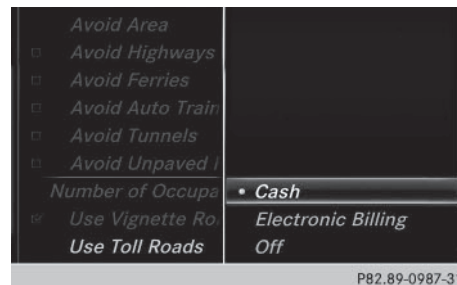 Avoid Area
Avoid Highways
Avoid Ferries
Avoid Auto Train
Avoid Tunnels
Avoid Unpaved
Number of Occupa
Use Vignette Ro
Use Toll Roads
• Cash
Electronic Billing
Off
P82.89-0987-31